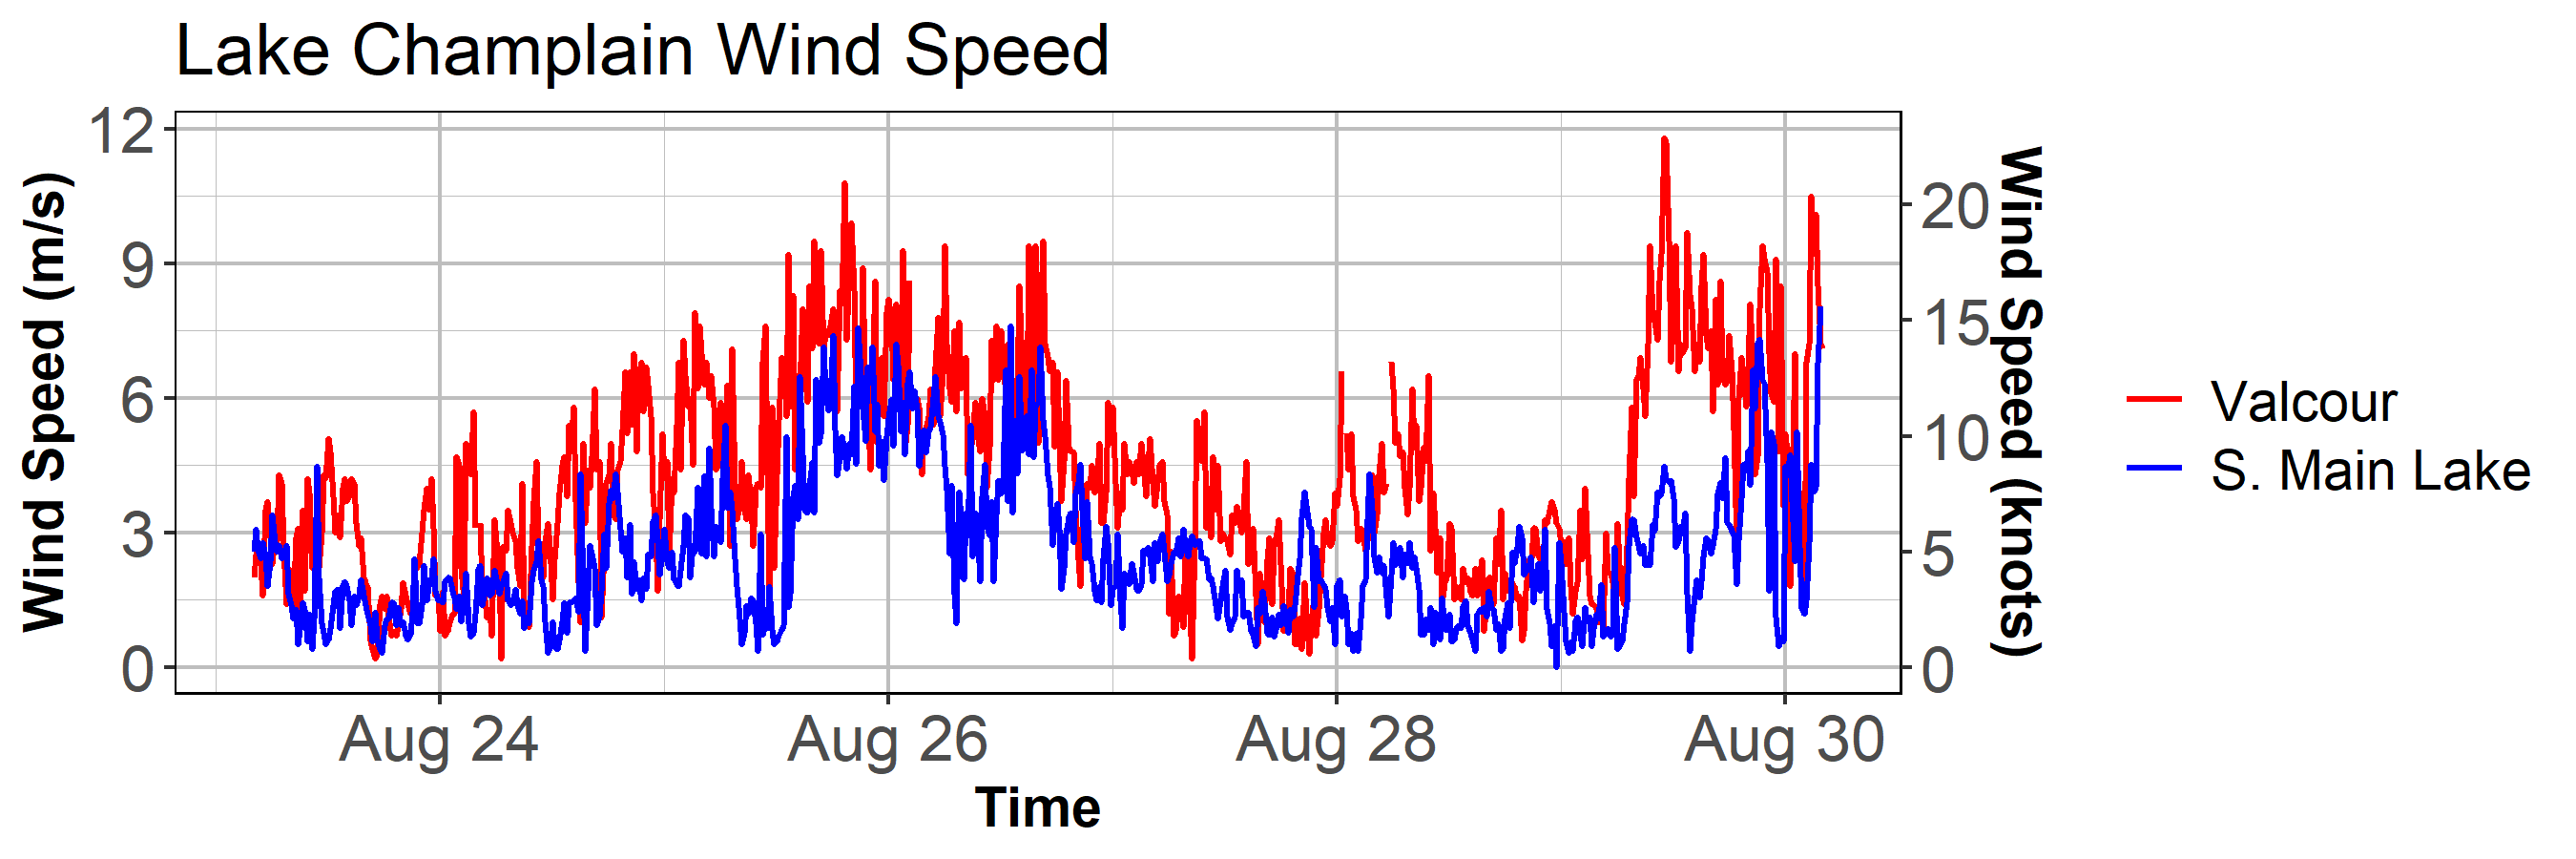 Lake Champlain Wind Speed
Wind Speed (m/s)
12
9
6
3
0
20
15
10
5
0
Wind Speed (knots)
Aug 24
Aug 26
Aug 28
Aug 30
Time
Valcour
S. Main Lake